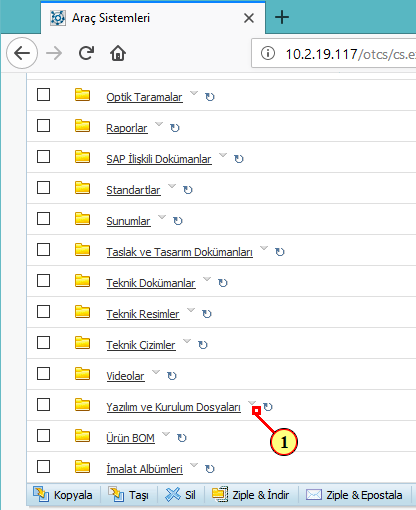 Araç Sistemleri
10.2.19.117/otcs/cs.e
Optik Taramalar
Raporlar
SAP İlişkili Dokümanlar
Standartlar
Sunumlar
Taslak ve Tasarım Dokümanları
Teknik Dokümanlar
Teknik Resimler
Teknik Çizimler
Videolar
Yazılım ve Kurulum Dosyaları
1
Ürün BOM
İmalat Albümleri
Kopyala Taşı Sil Ziple & İndir Ziple & Epostala